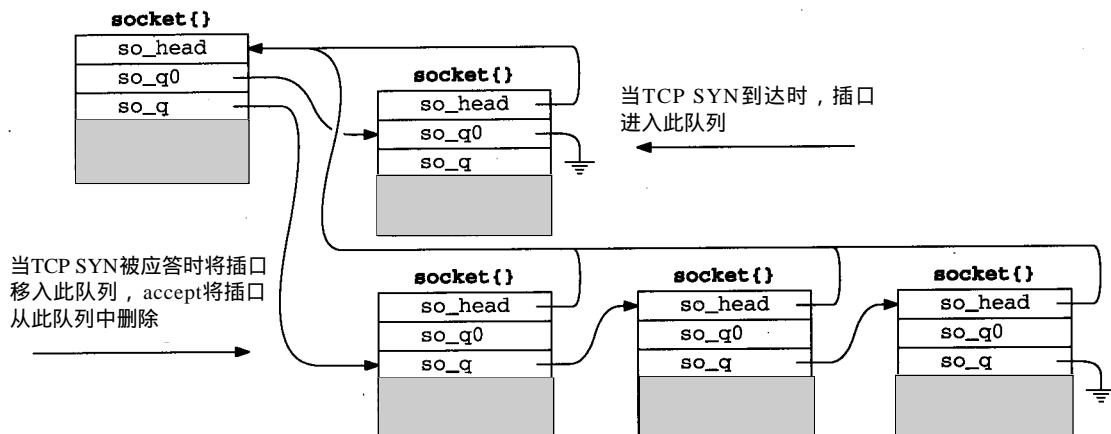 socket{}
so_head
so_q0
so_q
socket{}
so_head
so_q0
so_q
当TCP SYN到达时，插口
进入此队列
当TCP SYN被应答时将插口
移入此队列，accept将插口
从此队列中删除
socket{}
so_head
so_q0
so_q
socket{}
so_head
so_q0
so_q
socket{}
so_head
so_q0
so_q